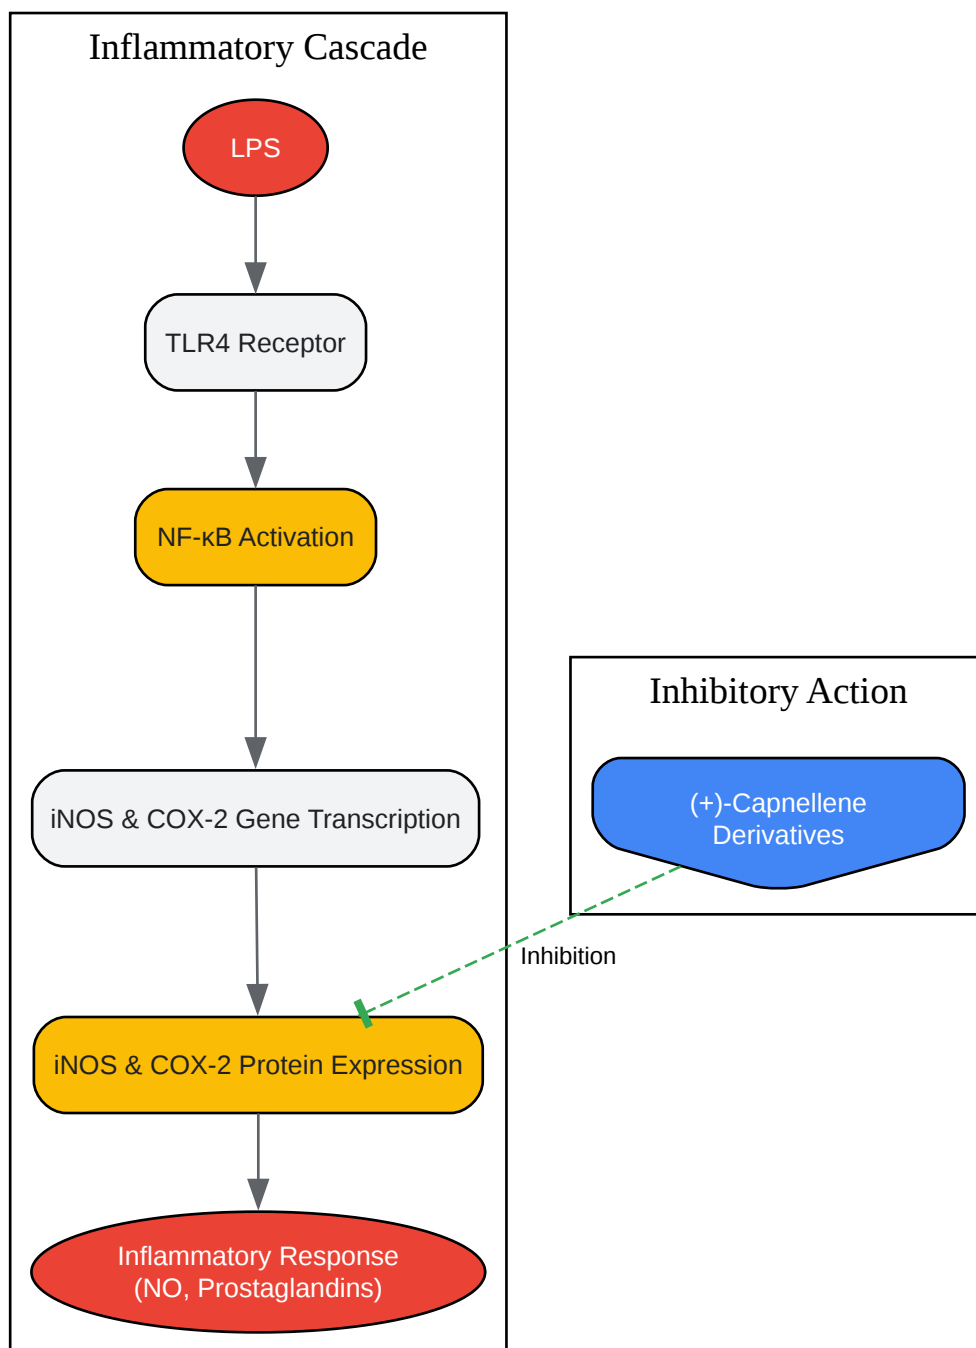 Inflammatory Cascade
LPS
TLR4 Receptor
NF-κB Activation
iNOS & COX-2 Gene Transcription
iNOS & COX-2 Protein Expression
Inflammatory Response
(NO, Prostaglandins)
Inhibitory Action
(+)-Capnellene
Derivatives
Inhibition